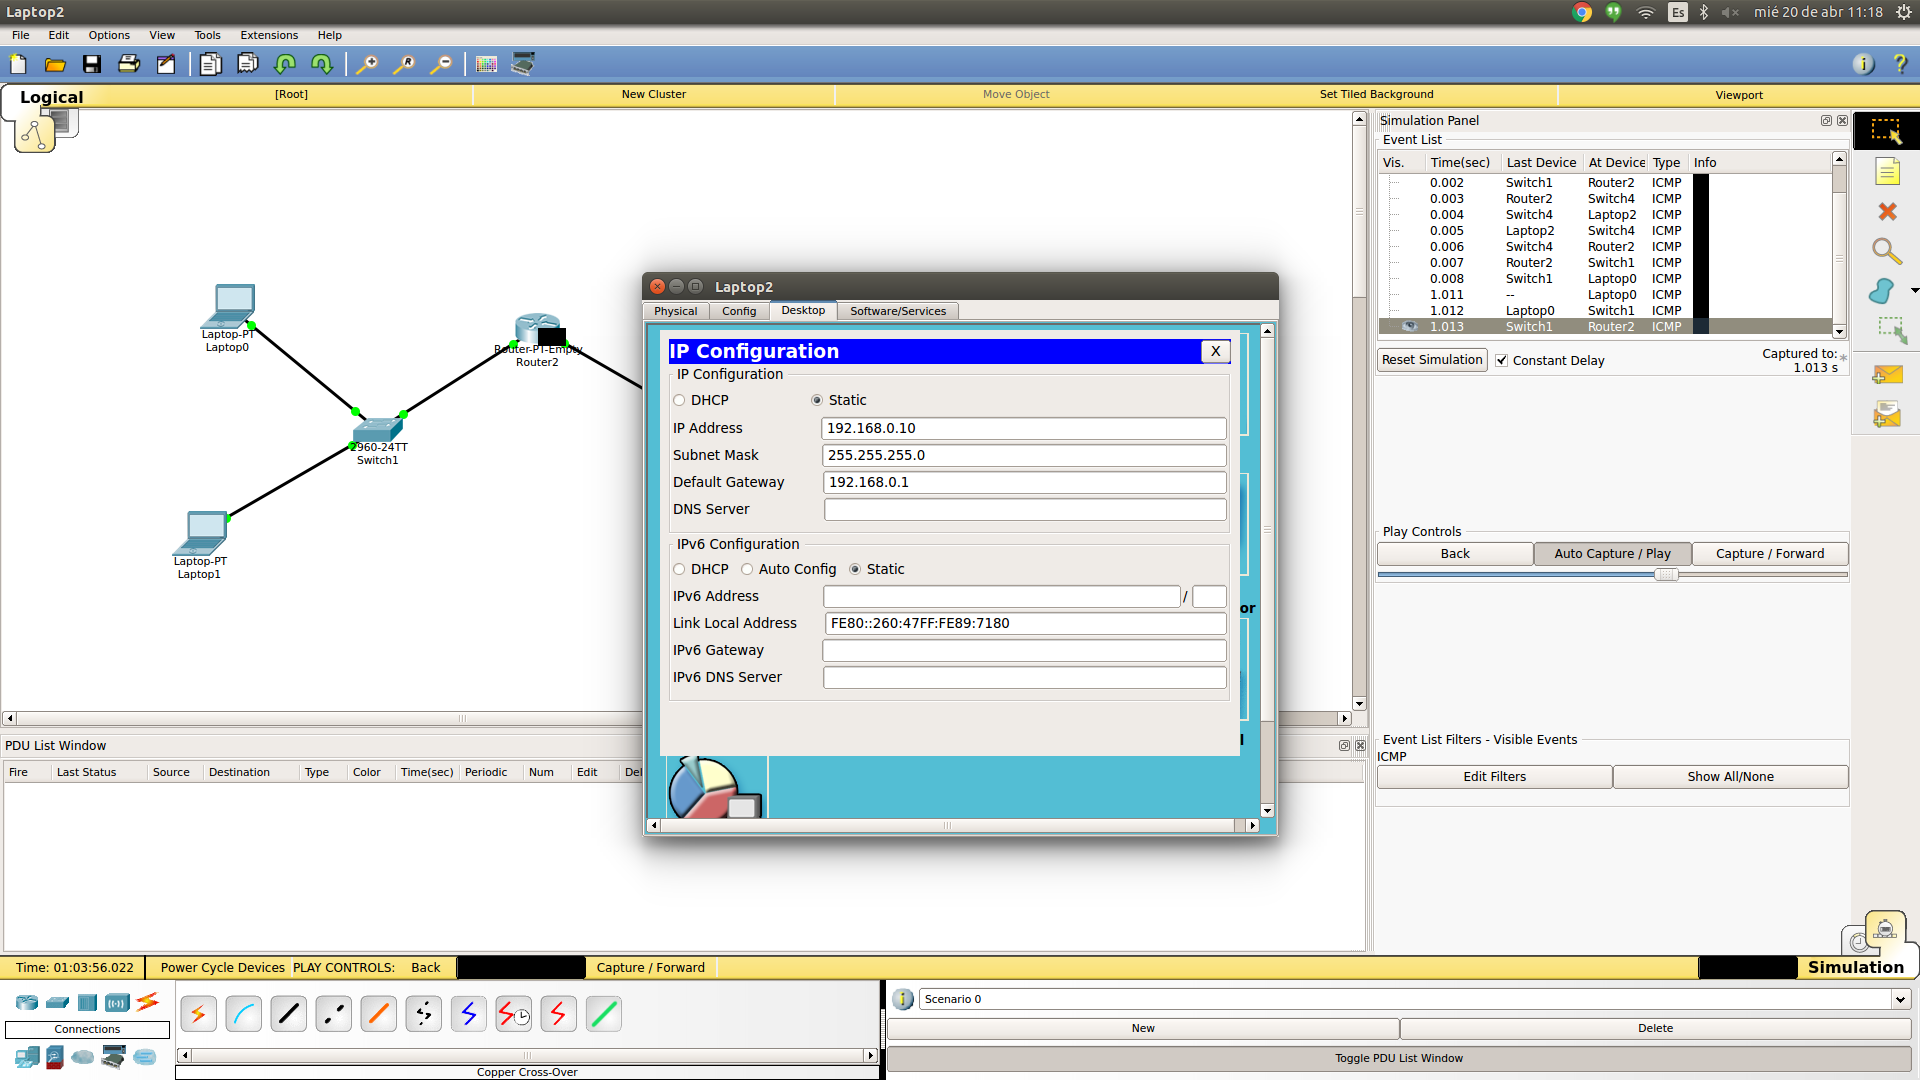 Laptop2
Es
mié 20 de abr 11:18
File Edit Options View Tools Extensions Help
Logical
[Root]
New Cluster
Move Object
Set Tiled Background
Viewport
Laptop-PT
Laptop0
Router-PT-Empty
Router2
2960-24TT
Switch1
Laptop-PT
Laptop1
Laptop2
Physical Config Desktop Software/Services
IP Configuration
X
IP Configuration
DHCP Static
IP Address 192.168.0.10
Subnet Mask 255.255.255.0
Default Gateway 192.168.0.1
DNS Server
IPv6 Configuration
DHCP Auto Config Static
IPv6 Address /
Link Local Address FE80::260:47FF:FE89:7180
IPv6 Gateway
IPv6 DNS Server
or
Simulation Panel
Event List
Vis. Time(sec) Last Device At Device Type Info
0.002 Switch1 Router2 ICMP
0.003 Router2 Switch4 ICMP
0.004 Switch4 Laptop2 ICMP
0.005 Laptop2 Switch4 ICMP
0.006 Switch4 Router2 ICMP
0.007 Router2 Switch1 ICMP
0.008 Switch1 Laptop0 ICMP
1.011 -- Laptop0 ICMP
1.012 Laptop0 Switch1 ICMP
1.013 Switch1 Router2 ICMP
Reset Simulation Constant Delay
Captured to: *
1.013 s
Play Controls
Back Auto Capture / Play Capture / Forward
Event List Filters - Visible Events
ICMP
Edit Filters Show All/None
PDU List Window
Fire Last Status Source Destination Type Color Time(sec) Periodic Num Edit Del
Time: 01:03:56.022 Power Cycle Devices PLAY CONTROLS: Back Capture / Forward
Simulation
Connections
Copper Cross-Over
Scenario 0
New Delete
Toggle PDU List Window